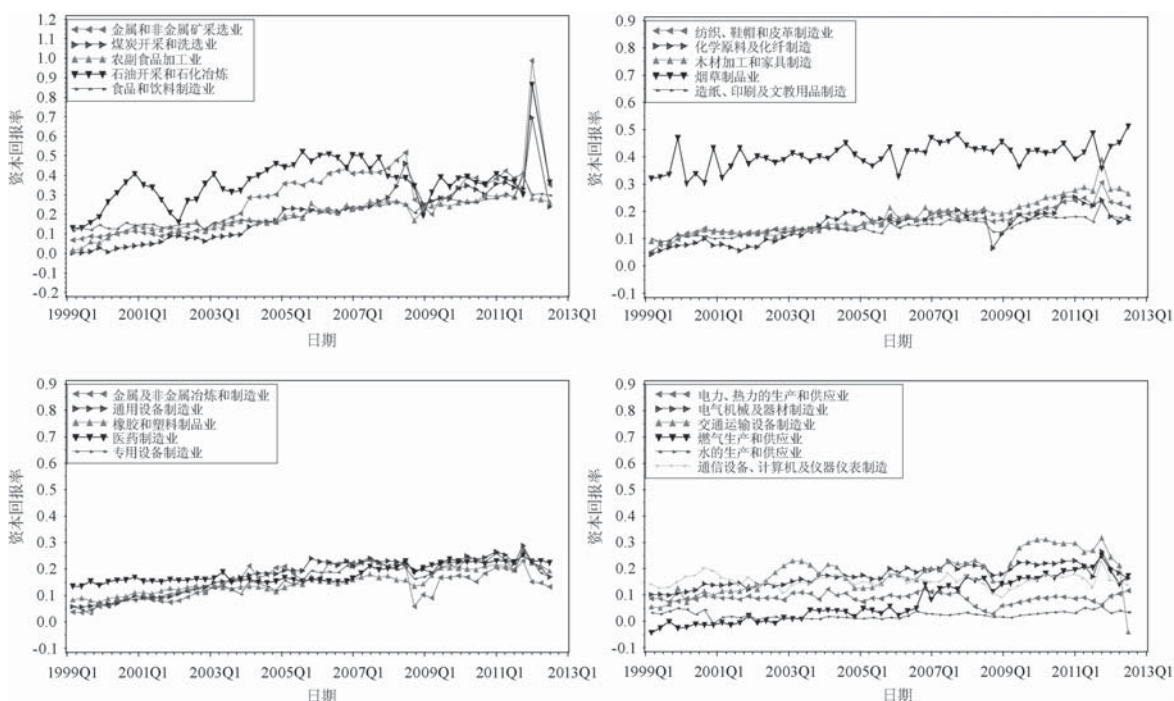 资本回报率
1.2
1.1
1.0
0.9
0.8
0.7
0.6
0.5
0.4
0.3
0.2
0.1
0.0
0.1
0.2
金属和非金属矿采选业
煤炭开采和洗选业
农副食品加工业
石油开采和石化冶炼
食品和饮料制造业
1999Q1 2001Q1 2003Q1 2005Q1 2007Q1 2009Q1 2011Q1 2013Q1
日期
资本回报率
0.9
0.8
0.7
0.6
0.5
0.4
0.3
0.2
0.1
0.0
-0.1
纺织、鞋帽和皮革制造业
化学原料及化纤制造
木材加工和家具制造
烟草制品业
造纸、印刷及文教用品制造
1999Q1 2001Q1 2003Q1 2005Q1 2007Q1 2009Q1 2011Q1 2013Q1
日期
资本回报率
0.9
0.8
0.7
0.6
0.5
0.4
0.3
0.2
0.1
0.0
-0.1
金属及非金属冶炼和制造业
通用设备制造业
橡胶和塑料制品业
医药制造业
专用设备制造业
1999Q1 2001Q1 2003Q1 2005Q1 2007Q1 2009Q1 2011Q1 2013Q1
日期
资本回报率
0.9
0.8
0.7
0.6
0.5
0.4
0.3
0.2
0.1
0.0
-0.1
电力、热力的生产和供应业
电气机械及器材制造业
交通运输设备制造业
燃气生产和供应业
水的生产和供应业
通信设备、计算机及仪器仪表制造
1999Q1 2001Q1 2003Q1 2005Q1 2007Q1 2009Q1 2011Q1 2013Q1
日期